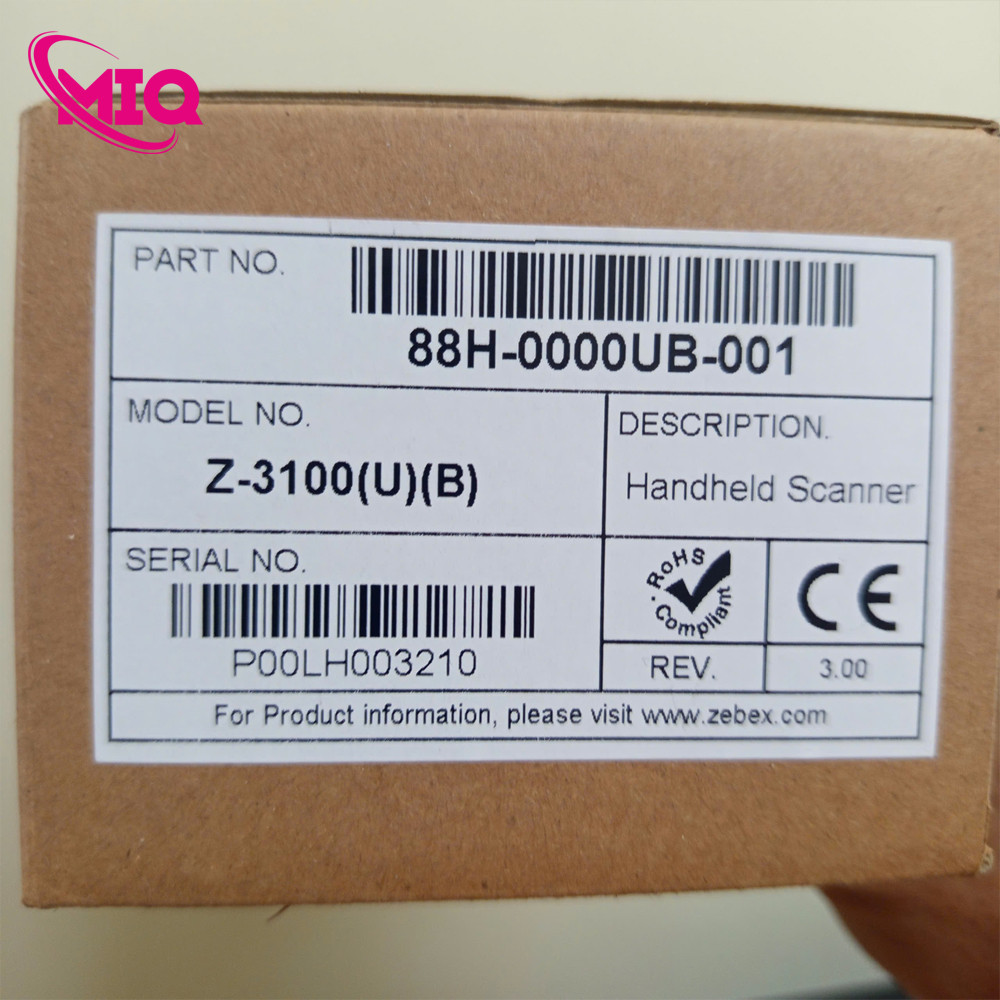 MIQ
PART NO.
88H-0000UB-001
MODEL NO.
Z-3100(U)(B)
DESCRIPTION.
Handheld Scanner
SERIAL NO.
P00LH003210
RoHS
Compliant
CE
REV.
3.00
For Product information, please visit www.zebex.com